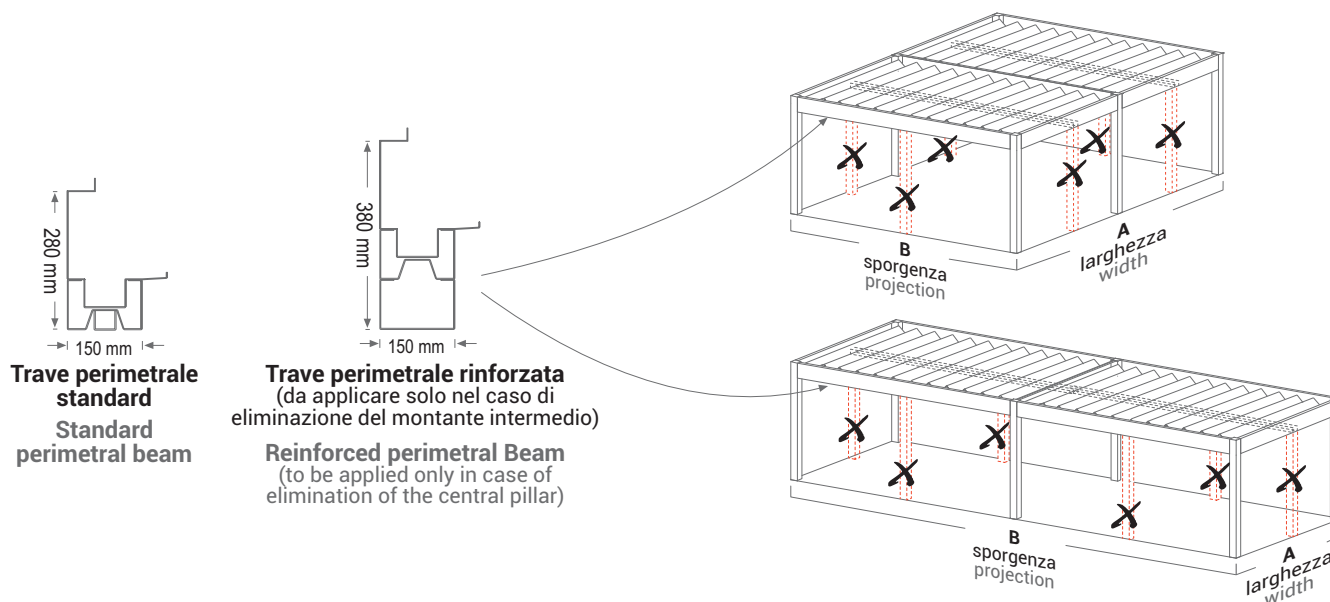 280 mm
150 mm
Trave perimetrale
standard
Standard
perimetral beam
380 mm
150 mm
Trave perimetrale rinforzata
(da applicare solo nel caso di
eliminazione del montante intermedio)
Reinforced perimetral Beam
(to be applied only in case of
elimination of the central pillar)
B
sporgenza
projection
A
larghezza
width
B
sporgenza
projection
A
larghezza
width